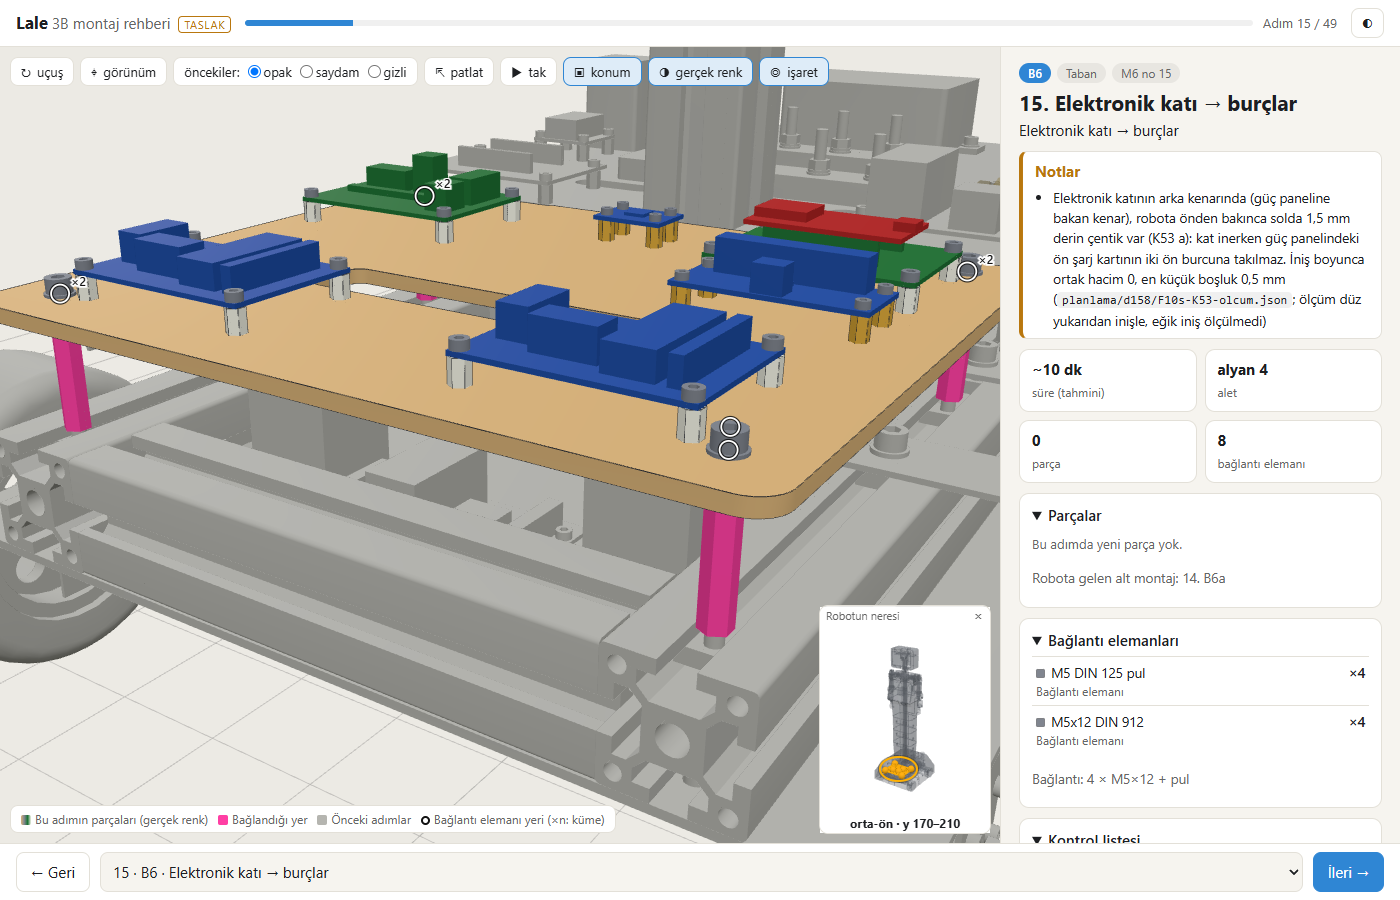 Lale 3B montaj rehberi TASLAK
Adım 15 / 49
uçuş
görünüm
öncekiler: opak saydam gizli
patlat
tak
konum
gerçek renk
işaret
×2
×2
×2
Robotun neresi ×
orta-ön · y 170–210
Bu adımın parçaları (gerçek renk) Bağlandığı yer Önceki adımlar Bağlantı elemanı yeri (×n: küme)
B6 Taban M6 no 15
15. Elektronik katı → burçlar
Elektronik katı → burçlar
Notlar
• Elektronik katının arka kenarında (güç paneline
bakan kenar), robota önden bakınca solda 1,5 mm
derin çentik var (K53 a): kat inerken güç panelindeki
ön şarj kartının iki ön burcuna takılmaz. İniş boyunca
ortak hacim 0, en küçük boşluk 0,5 mm
(planlama/d158/F10s-K53-olcum.json; ölçüm düz
yukarıdan inişle, eğik iniş ölçülmedi)
~10 dk
süre (tahmini)
alyan 4
alet
0
parça
8
bağlantı elemanı
▼ Parçalar
Bu adımda yeni parça yok.
Robota gelen alt montaj: 14. B6a
▼ Bağlantı elemanları
M5 DIN 125 pul ×4
Bağlantı elemanı
M5x12 DIN 912 ×4
Bağlantı elemanı
Bağlantı: 4 × M5×12 + pul
▼ Kontrol listesi
← Geri
15 · B6 · Elektronik katı → burçlar
İleri →